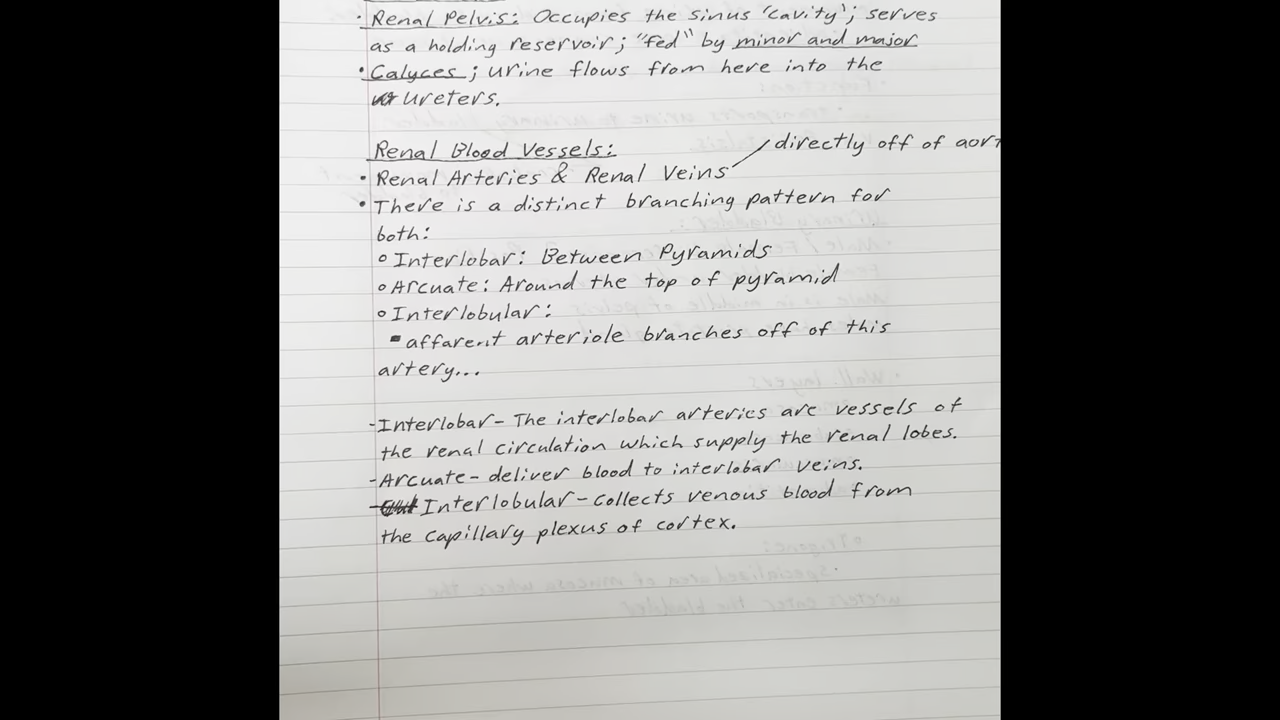 · Renal Pelvis: Occupies the sinus 'cavity'; serves
as a holding reservoir; "fed" by minor and major
· Calyces; urine flows from here into the
ureters.
Renal Blood Vessels:
directly off of aort
· Renal Arteries & Renal Veins
· There is a distinct branching pattern for
both:
o Interlobar: Between Pyramids
o Arcuate: Around the top of pyramid
o Interlobular:
▪ affarent arteriole branches off of this
artery...
- Interlobar - The interlobar arteries are vessels of
the renal circulation which supply the renal lobes.
- Arcuate - deliver blood to interlobar veins.
- Interlobular - collects venous blood from
the capillary plexus of cortex.